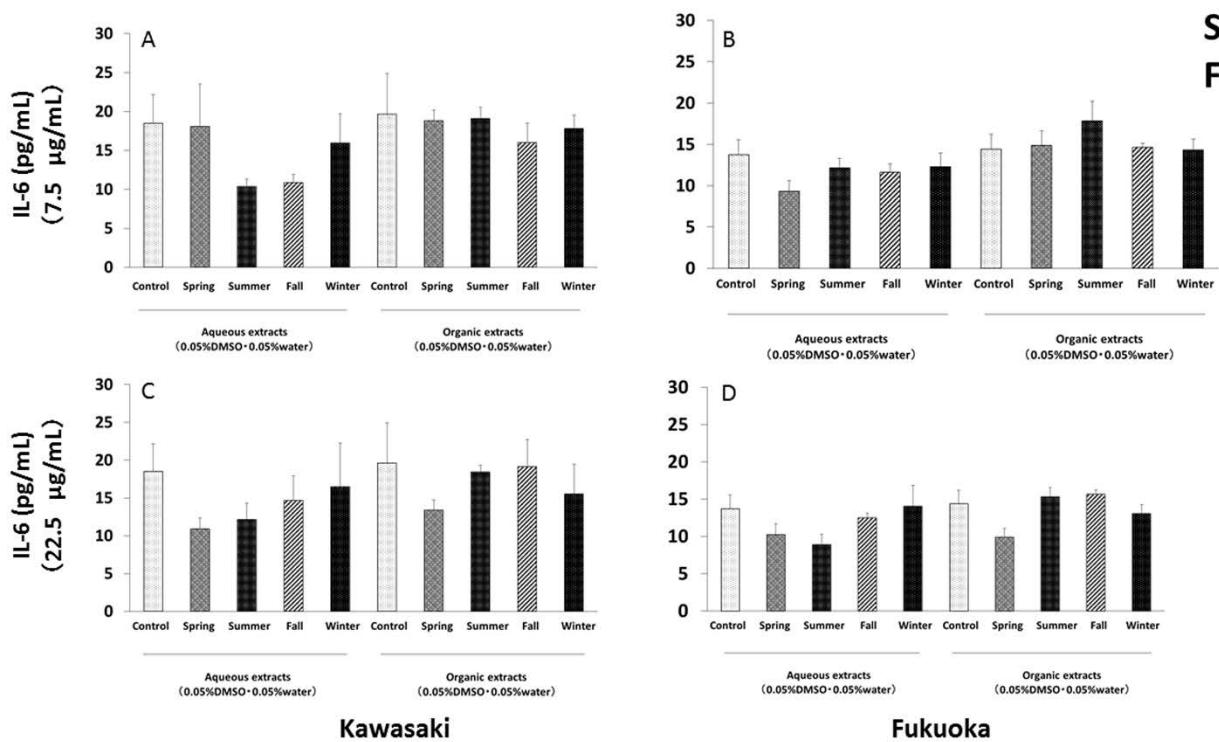 A
B
S
F
IL-6 (pg/mL)
(7.5 μg/mL)
30
25
20
15
10
5
0
Control Spring Summer Fall Winter Control Spring Summer Fall Winter
Aqueous extracts
(0.05%DMSO・0.05%water)
Organic extracts
(0.05%DMSO・0.05%water)
30
25
20
15
10
5
0
Control Spring Summer Fall Winter Control Spring Summer Fall Winter
Aqueous extracts
(0.05%DMSO・0.05%water)
Organic extracts
(0.05%DMSO・0.05%water)
C
D
IL-6 (pg/mL)
(22.5 μg/mL)
30
25
20
15
10
5
0
Control Spring Summer Fall Winter Control Spring Summer Fall Winter
Aqueous extracts
(0.05%DMSO・0.05%water)
Organic extracts
(0.05%DMSO・0.05%water)
30
25
20
15
10
5
0
Control Spring Summer Fall Winter Control Spring Summer Fall Winter
Aqueous extracts
(0.05%DMSO・0.05%water)
Organic extracts
(0.05%DMSO・0.05%water)
Kawasaki
Fukuoka